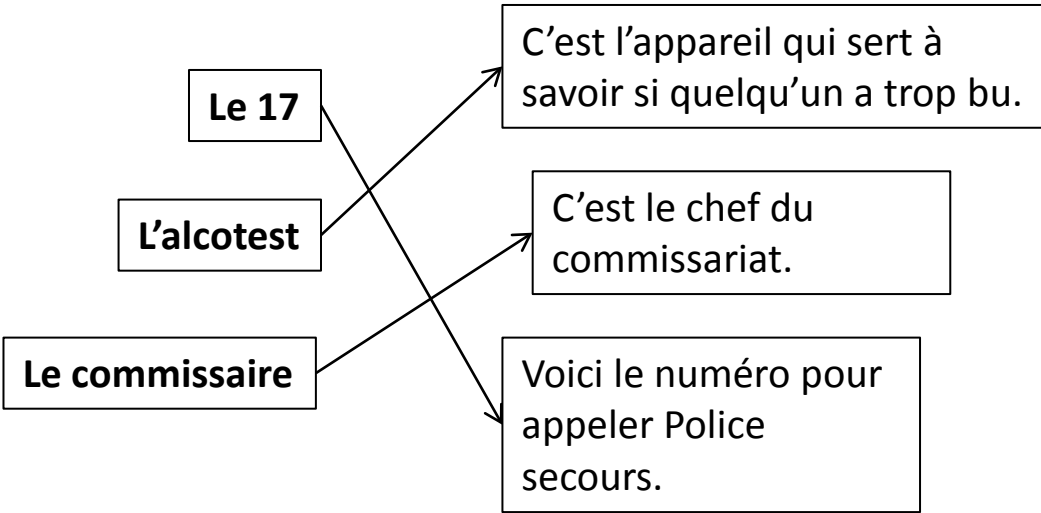 Le 17
L’alcotest
Le commissaire
C’est l’appareil qui sert à
savoir si quelqu’un a trop bu.
C’est le chef du
commissariat.
Voici le numéro pour
appeler Police
secours.